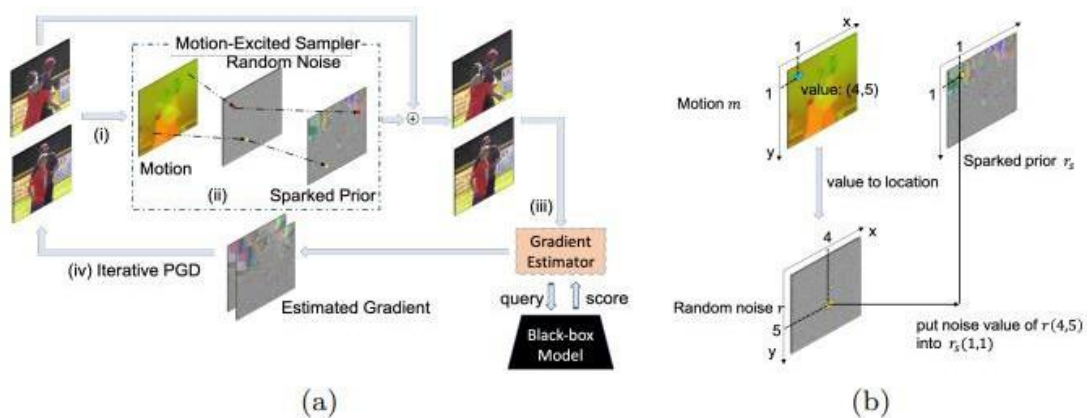 Motion-Excited Sampler
Random Noise
(i)
Motion
(ii)
Sparked Prior
(iii)
Gradient
Estimator
(iv) Iterative PGD
Estimated Gradient
query
score
Black-box
Model
(a)
x
1
Motion m
1
value: (4,5)
y
x
1
1
Sparked prior r_s
value to location
x
4
Random noise r
5
y
put noise value of r(4,5)
into r_s(1,1)
(b)